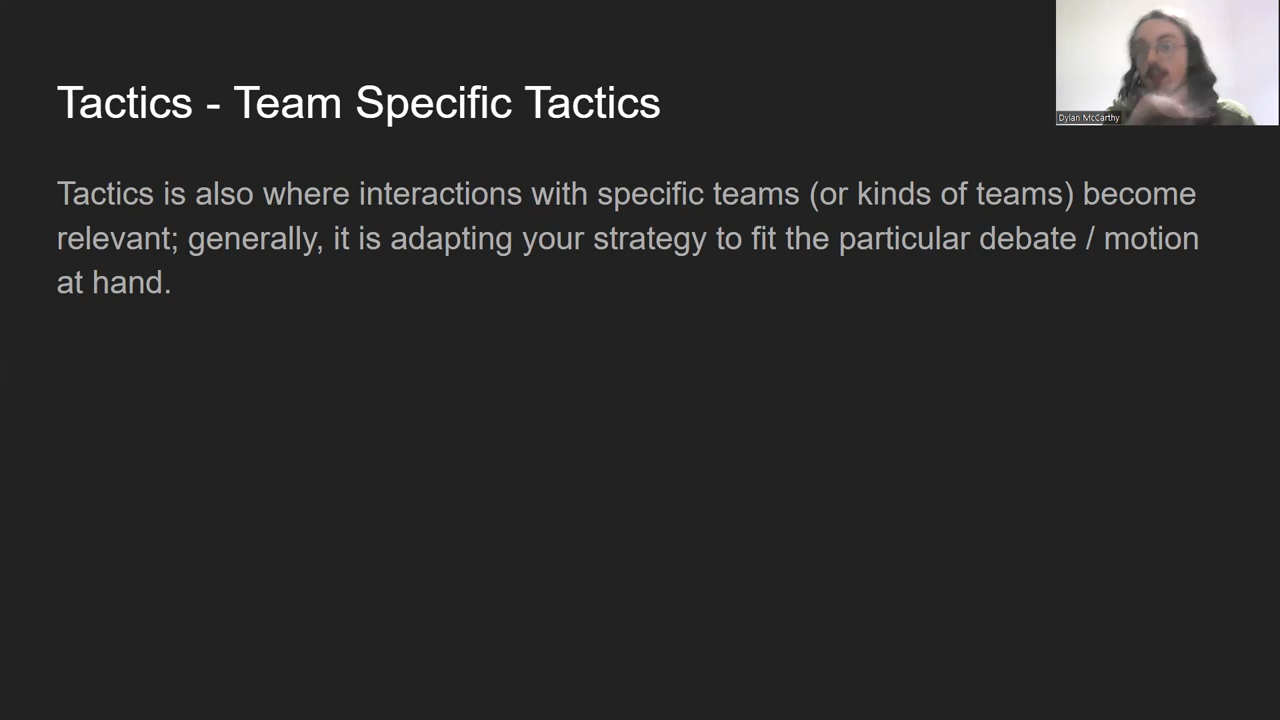 Tactics - Team Specific Tactics
Dylan McCarthy
Tactics is also where interactions with specific teams (or kinds of teams) become
relevant; generally, it is adapting your strategy to fit the particular debate / motion
at hand.